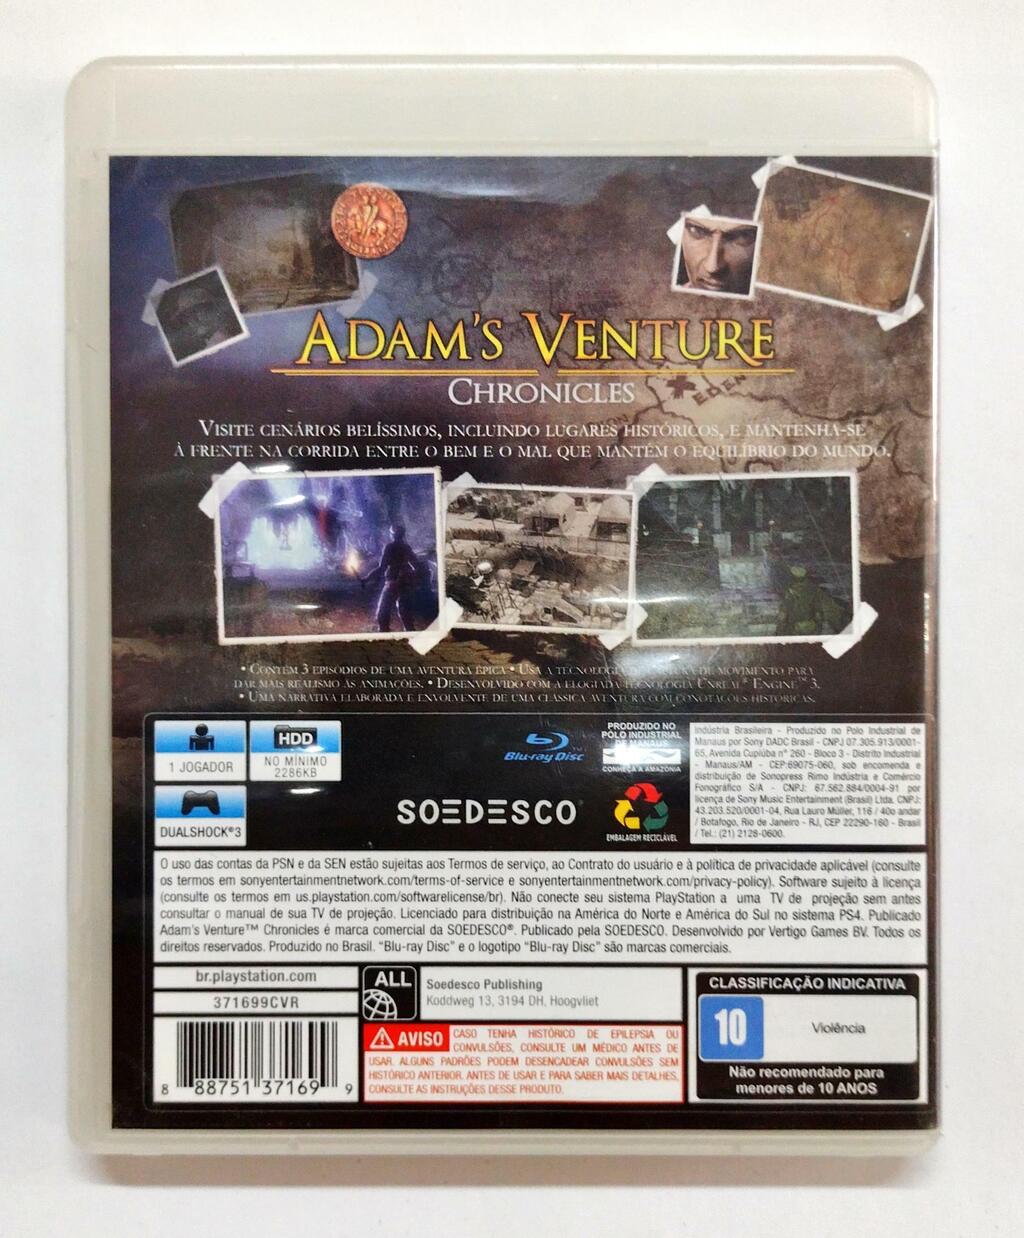 ADAM'S VENTURE
CHRONICLES
EDEN
VISITE CENÁRIOS BELÍSSIMOS, INCLUINDO LUGARES HISTÓRICOS, E MANTENHA-SE
À FRENTE NA CORRIDA ENTRE O BEM E O MAL QUE MANTÉM O EQUILÍBRIO DO MUNDO.
• CONTÉM 3 EPISÓDIOS DE UMA AVENTURA ÉPICA • USA A TECNOLOGIA DE CAPTURA DE MOVIMENTO PARA
DAR MAIS REALISMO ÀS ANIMAÇÕES. • DESENVOLVIDO COM A ELOGIADA TECNOLOGIA UNREAL® ENGINE™ 3.
• UMA NARRATIVA ELABORADA E ENVOLVENTE DE UMA CLÁSSICA AVENTURA COM CONOTAÇÕES HISTÓRICAS.
1 JOGADOR
HDD
NO MÍNIMO
2286KB
DUALSHOCK®3
Blu-ray Disc™
SOEDESCO®
PRODUZIDO NO
PÓLO INDUSTRIAL
DE MANAUS
CONHEÇA A AMAZÔNIA
EMBALAGEM RECICLÁVEL
Indústria Brasileira - Produzido no Polo Industrial de
Manaus por Sony DADC Brasil - CNPJ 07.305.913/0001-
65, Avenida Cupiúba n° 260 - Bloco 3 - Distrito Industrial
- Manaus/AM - CEP:69075-060, sob encomenda e
distribuição de Sonopress Rimo Indústria e Comércio
Fonográfico S/A - CNPJ: 67.562.884/0004-91 por
licença de Sony Music Entertainment (Brasil) Ltda. CNPJ:
43.203.520/0001-04, Rua Lauro Müller, 116 / 40o andar
/ Botafogo, Rio de Janeiro - RJ, CEP 22290-160 - Brasil
/ Tel.: (21) 2128-0600.
O uso das contas da PSN e da SEN estão sujeitas aos Termos de serviço, ao Contrato do usuário e à política de privacidade aplicável (consulte
os termos em sonyentertainmentnetwork.com/terms-of-service e sonyentertainmentnetwork.com/privacy-policy). Software sujeito à licença
(consulte os termos em us.playstation.com/softwarelicense/br). Não conecte seu sistema PlayStation a uma TV de projeção sem antes
consultar o manual de sua TV de projeção. Licenciado para distribuição na América do Norte e América do Sul no sistema PS4. Publicado
Adam's Venture™ Chronicles é marca comercial da SOEDESCO®. Publicado pela SOEDESCO. Desenvolvido por Vertigo Games BV. Todos os
direitos reservados. Produzido no Brasil. “Blu-ray Disc” e o logotipo “Blu-ray Disc” são marcas comerciais.
br.playstation.com
371699CVR
8 88751 37169 9
ALL
Soedesco Publishing
Koddweg 13, 3194 DH, Hoogvliet
AVISO CASO TENHA HISTÓRICO DE EPILEPSIA OU
CONVULSÕES, CONSULTE UM MÉDICO ANTES DE
USAR. ALGUNS PADRÕES PODEM DESENCADEAR CONVULSÕES SEM
HISTÓRICO ANTERIOR. ANTES DE USAR E PARA SABER MAIS DETALHES,
CONSULTE AS INSTRUÇÕES DESSE PRODUTO.
CLASSIFICAÇÃO INDICATIVA
10
Violência
Não recomendado para
menores de 10 ANOS